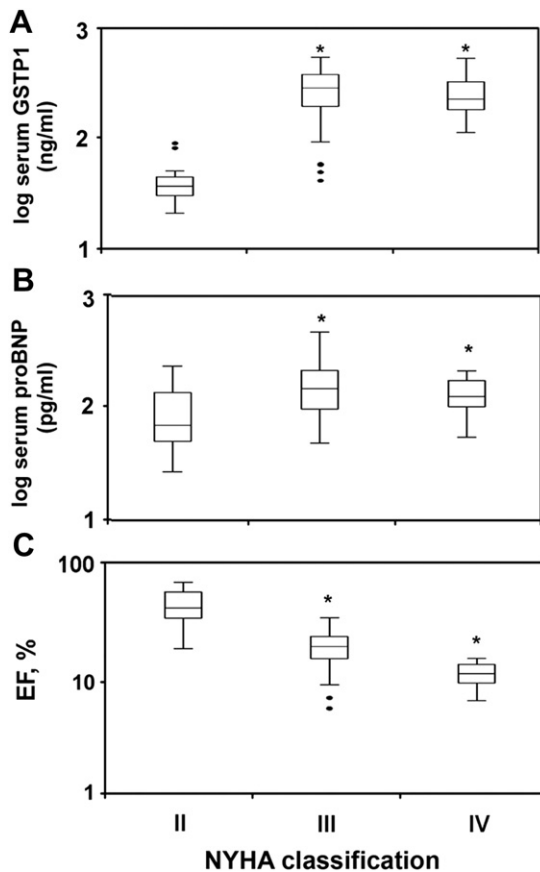 A
log serum GSTP1
(ng/ml)
3
2
1
*
*
B
log serum proBNP
(pg/ml)
3
2
1
*
*
C
EF, %
100
10
1
*
*
II
III
IV
NYHA classification